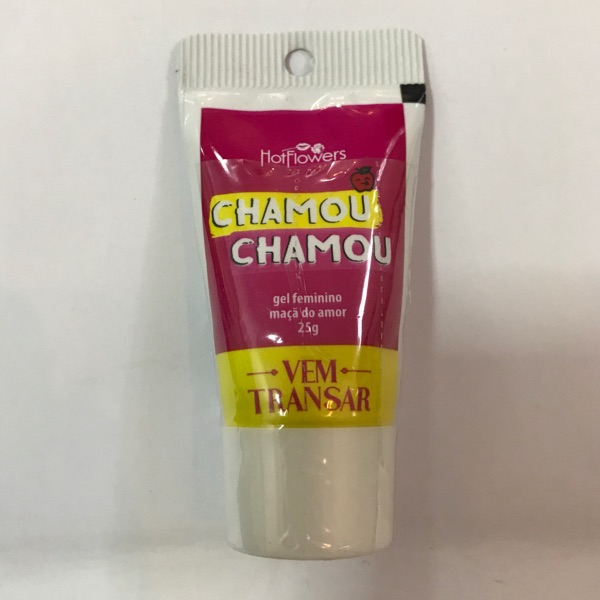 HotFlowers
CHAMOU
CHAMOU
gel feminino
maçã do amor
25g
VEM
TRANSAR